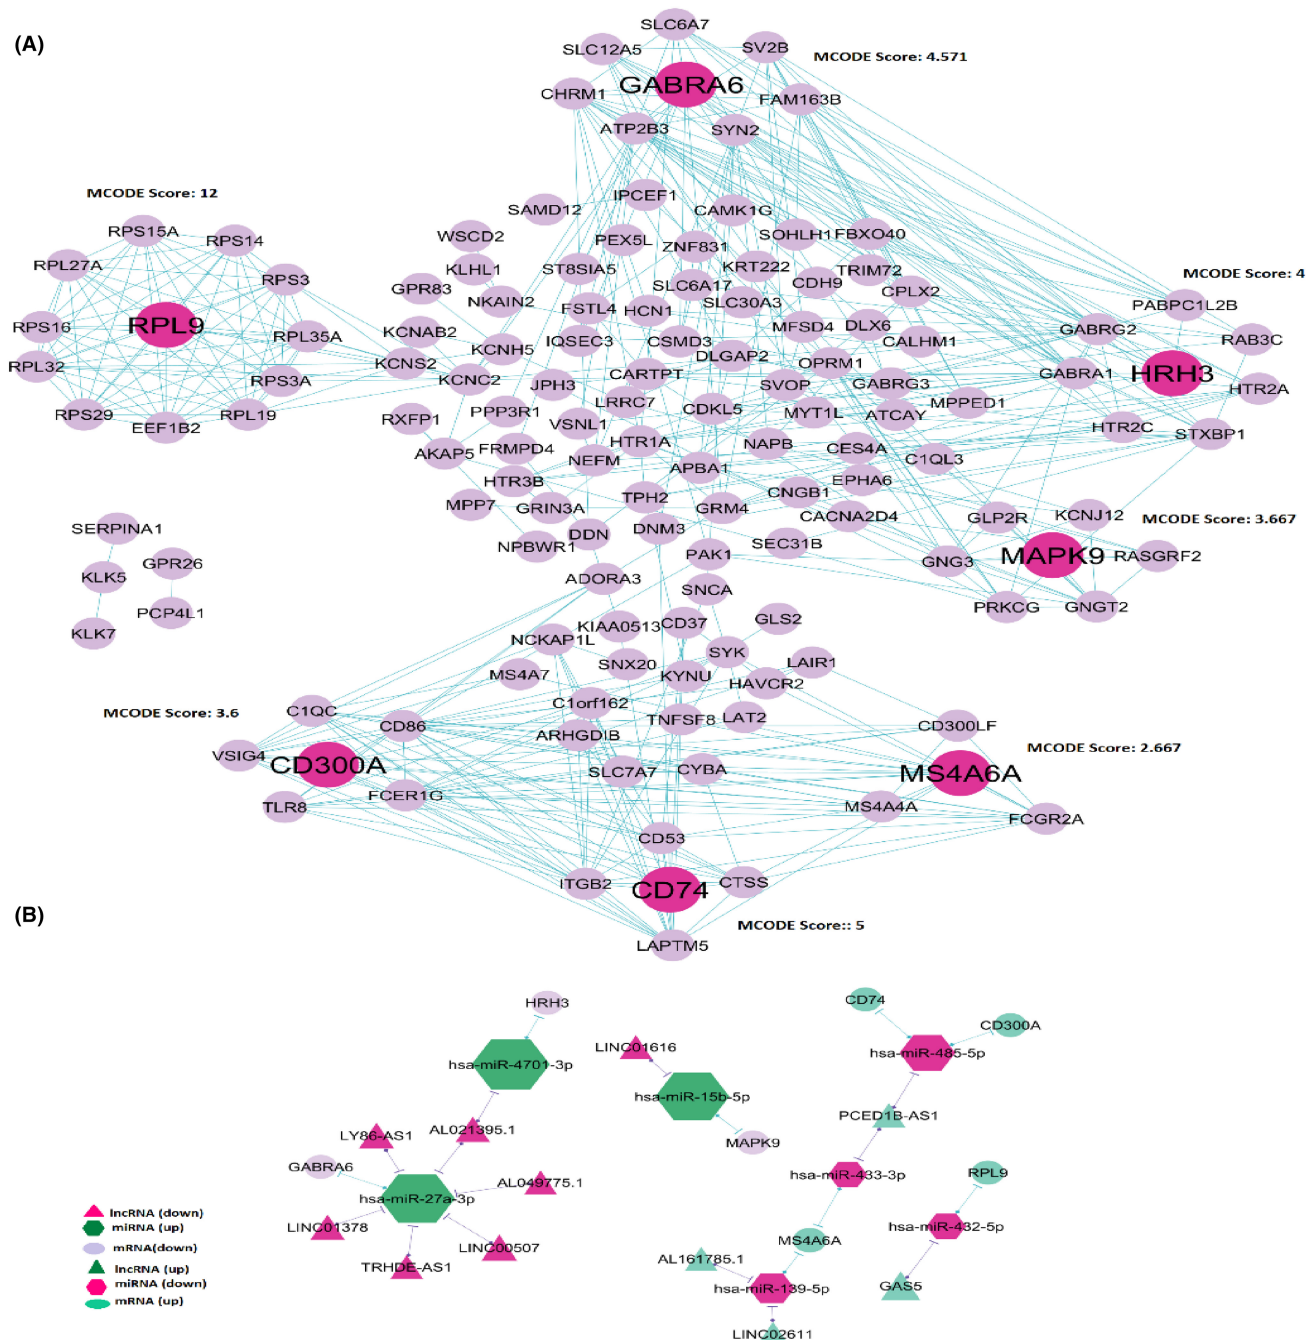 (A)
SLC6A7
SLC12A5
SV2B
MCODE Score: 4.571
GABRA6
CHRM1
FAM163B
ATP2B3
SYN2
MCODE Score: 12
IPCEF1
SAMD12
CAMK1G
RPS15A
RPS14
WSCD2
PEX5L
ZNF831
SOHLH1
FBXO40
RPL27A
RPS3
KLHL1
ST8SIA5
KRT222
TRIM72
MCODE Score: 4
GPR83
NKAIN2
SLC6A17
CDH9
CPLX2
FSTL4
HCN1
SLC30A3
PABPC1L2B
RPS16
RPL9
RPL35A
KCNAB2
KCNH5
IQSEC3
CSMD3
MFSD4
DLX6
CALHM1
GABRG2
RAB3C
RPL32
KCNS2
DLGAP2
OPRM1
RPS3A
KCNC2
JPH3
CARTPT
SVOP
GABRG3
GABRA1
HRH3
HTR2A
RPS29
RPL19
EEF1B2
RXFP1
PPP3R1
LRRC7
CDKL5
MYT1L
ATCAY
MPPED1
VSNL1
HTR2C
STXBP1
AKAP5
FRMPD4
HTR1A
NAPB
CES4A
NEFM
APBA1
C1QL3
HTR3B
TPH2
CNGB1
EPHA6
MPP7
GRIN3A
GRM4
CACNA2D4
GLP2R
KCNJ12
MCODE Score: 3.667
SERPINA1
DDN
DNM3
NPBWR1
SEC31B
PAK1
GNG3
MAPK9
RASGRF2
GPR26
KLK5
ADORA3
SNCA
PRKCG
GNGT2
PCP4L1
KLK7
KIAA0513
CD37
GLS2
NCKAP1L
SYK
SNX20
LAIR1
MS4A7
KYNU
HAVCR2
C1orf162
C1QC
CD86
TNFSF8
LAT2
CD300LF
MCODE Score: 3.6
ARHGDIB
MCODE Score: 2.667
VSIG4
CD300A
SLC7A7
CYBA
MS4A6A
TLR8
FCER1G
MS4A4A
FCGR2A
CD53
ITGB2
CD74
CTSS
MCODE Score:: 5
LAPTM5
(B)
HRH3
CD74
CD300A
LINC01616
hsa-miR-4701-3p
hsa-miR-485-5p
hsa-miR-15b-5p
PCED1B-AS1
LY86-AS1
AL021395.1
MAPK9
GABRA6
hsa-miR-433-3p
RPL9
AL049775.1
hsa-miR-27a-3p
hsa-miR-432-5p
LINC01378
LINC00507
MS4A6A
TRHDE-AS1
AL161785.1
hsa-miR-139-5p
GAS5
LINC02611
lncRNA (down)
miRNA (up)
mRNA(down)
lncRNA (up)
miRNA (down)
mRNA (up)